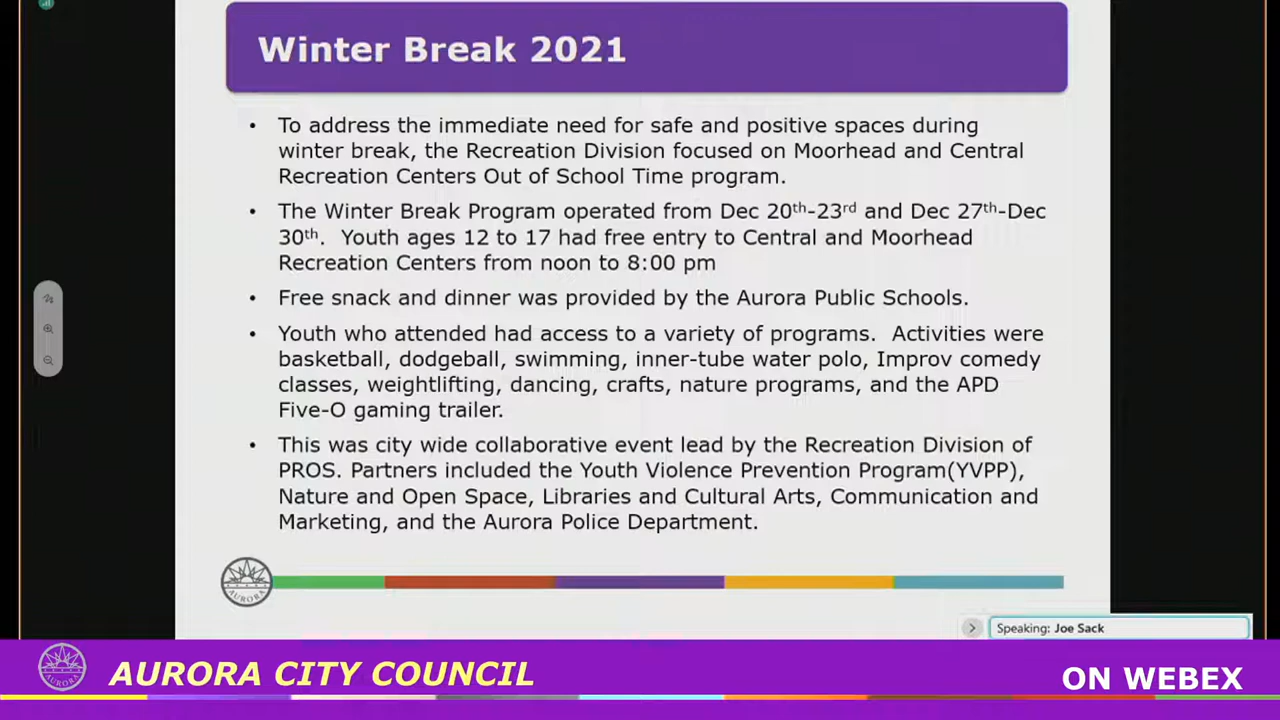 Winter Break 2021
• To address the immediate need for safe and positive spaces during
winter break, the Recreation Division focused on Moorhead and Central
Recreation Centers Out of School Time program.
• The Winter Break Program operated from Dec 20th-23rd and Dec 27th-Dec
30th.  Youth ages 12 to 17 had free entry to Central and Moorhead
Recreation Centers from noon to 8:00 pm
• Free snack and dinner was provided by the Aurora Public Schools.
• Youth who attended had access to a variety of programs.  Activities were
basketball, dodgeball, swimming, inner-tube water polo, Improv comedy
classes, weightlifting, dancing, crafts, nature programs, and the APD
Five-O gaming trailer.
• This was city wide collaborative event lead by the Recreation Division of
PROS. Partners included the Youth Violence Prevention Program(YVPP),
Nature and Open Space, Libraries and Cultural Arts, Communication and
Marketing, and the Aurora Police Department.
AURORA
Speaking: Joe Sack
AURORA CITY COUNCIL
ON WEBEX